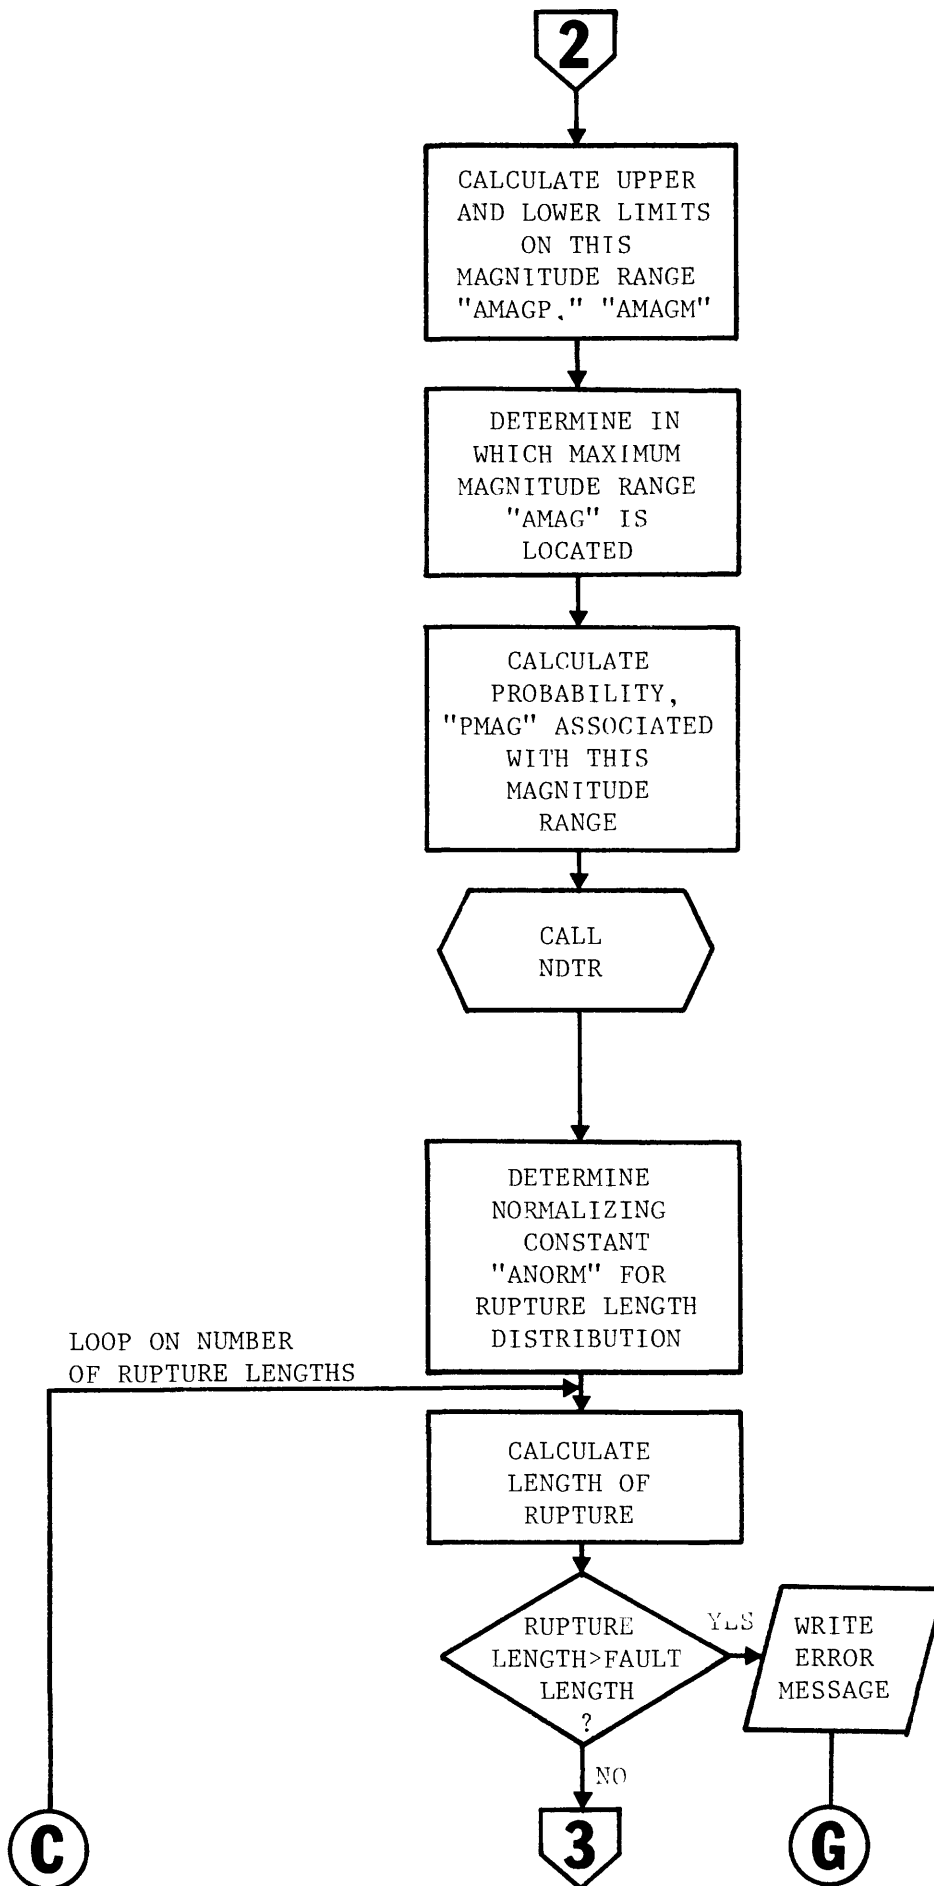 2
CALCULATE UPPER
AND LOWER LIMITS
ON THIS
MAGNITUDE RANGE
"AMAGP." "AMAGM"
DETERMINE IN
WHICH MAXIMUM
MAGNITUDE RANGE
"AMAG" IS
LOCATED
CALCULATE
PROBABILITY,
"PMAG" ASSOCIATED
WITH THIS
MAGNITUDE
RANGE
CALL
NDTR
DETERMINE
NORMALIZING
CONSTANT
"ANORM" FOR
RUPTURE LENGTH
DISTRIBUTION
LOOP ON NUMBER
OF RUPTURE LENGTHS
CALCULATE
LENGTH OF
RUPTURE
RUPTURE
LENGTH>FAULT
LENGTH
?
YES
WRITE
ERROR
MESSAGE
NO
C
3
G